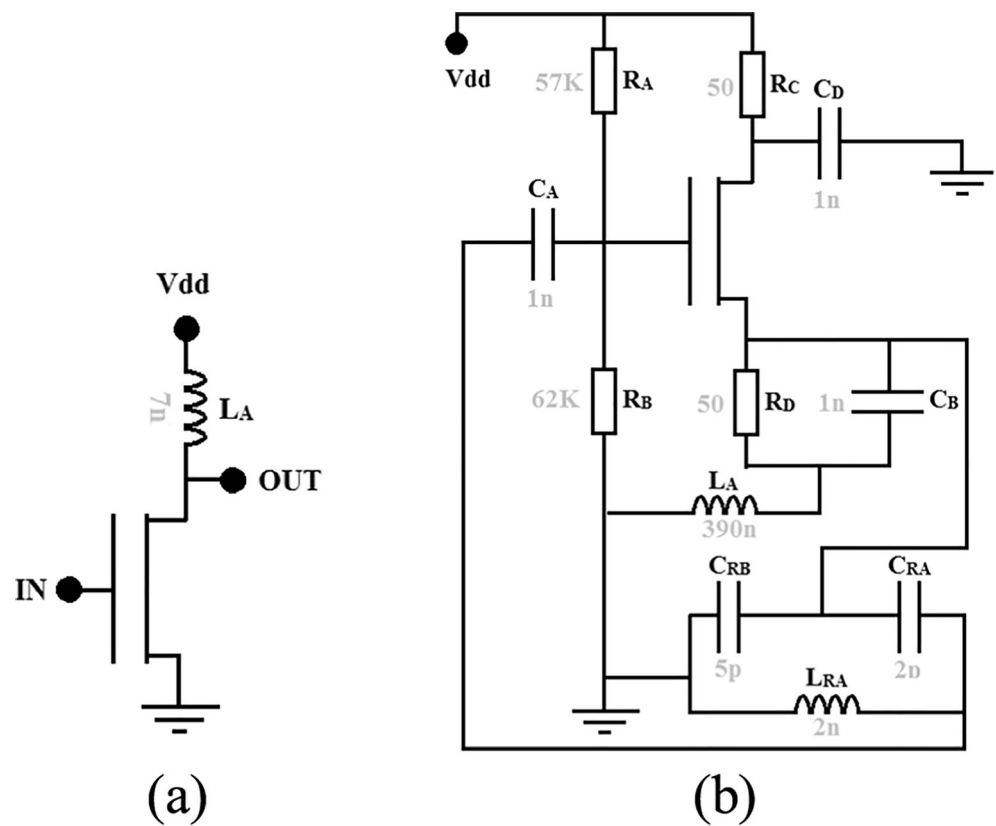 Vdd
7n
LA
OUT
IN
(a)
Vdd
57K
RA
50
RC
CD
1n
CA
1n
62K
RB
50
RD
1n
CB
LA
390n
CRB
5p
CRA
2p
LRA
2n
(b)